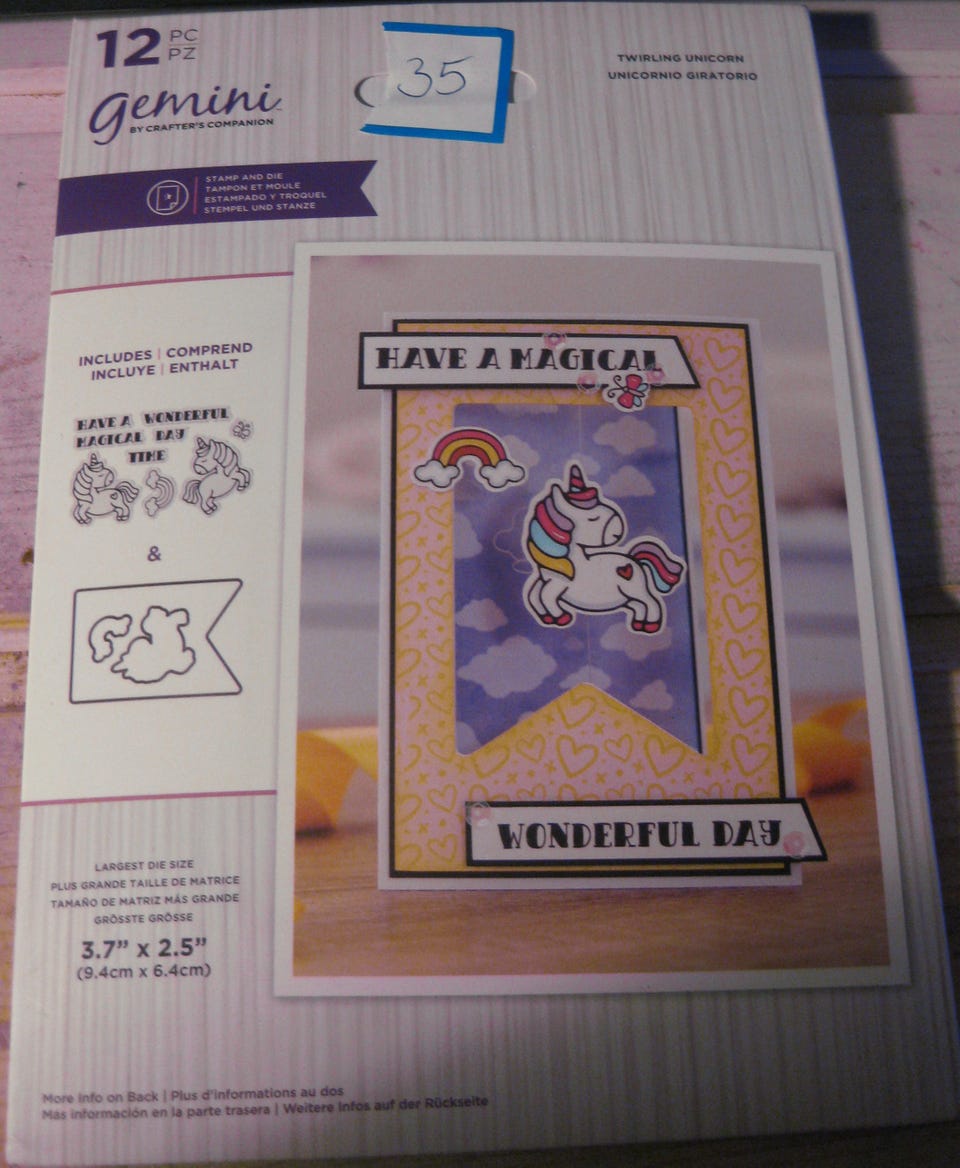 12 PC
PZ
gemini
BY CRAFTER'S COMPANION
35
TWIRLING UNICORN
UNICORNIO GIRATORIO
STAMP AND DIE
TAMPON ET MOULE
ESTAMPADO Y TROQUEL
STEMPEL UND STANZE
INCLUDES | COMPREND
INCLUYE | ENTHALT
HAVE A WONDERFUL
MAGICAL DAY
TIME
&
HAVE A MAGICAL
WONDERFUL DAY
LARGEST DIE SIZE
PLUS GRANDE TAILLE DE MATRICE
TAMAÑO DE MATRIZ MÁS GRANDE
GRÖSSTE GRÖSSE
3.7” x 2.5”
(9.4cm x 6.4cm)
More Info on Back | Plus d'informations au dos
Mas información en la parte trasera | Weitere Infos auf der Rückseite